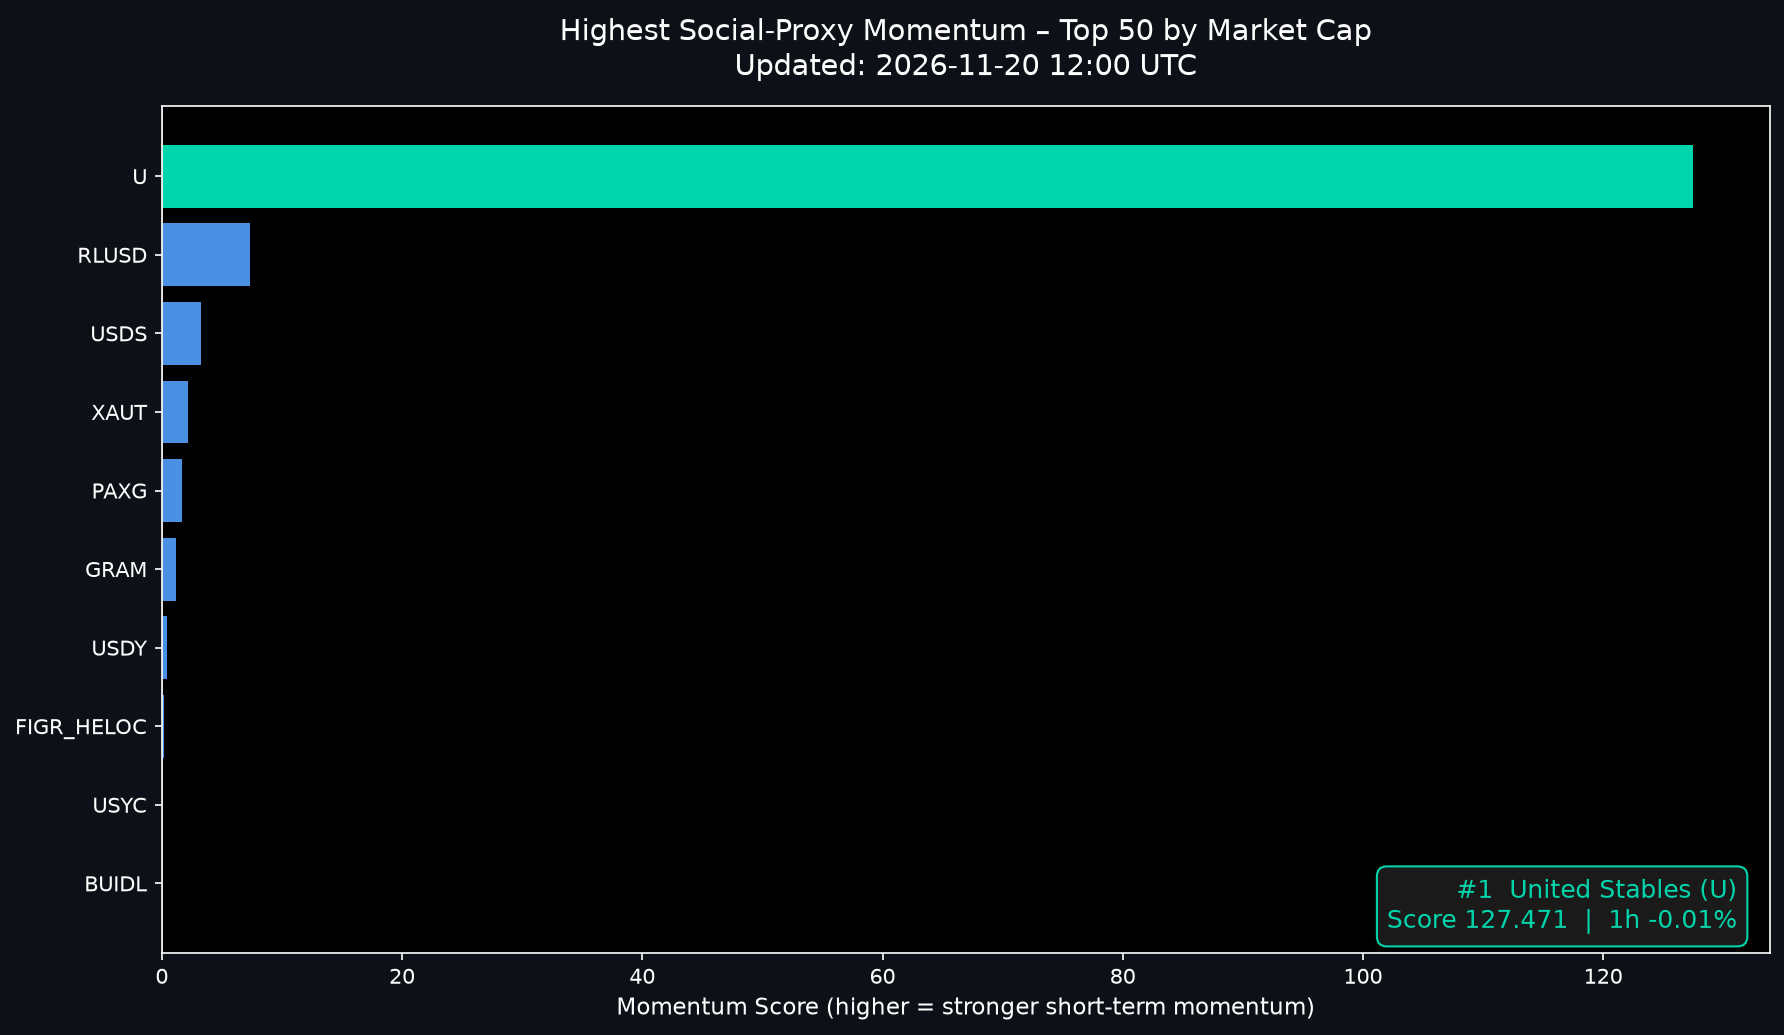 Highest Social-Proxy Momentum – Top 50 by Market Cap
Updated: 2026-11-20 12:00 UTC
U
RLUSD
USDS
XAUT
PAXG
GRAM
USDY
FIGR_HELOC
USYC
BUIDL
#1 United Stables (U)
Score 127.471 | 1h -0.01%
0 20 40 60 80 100 120
Momentum Score (higher = stronger short-term momentum)